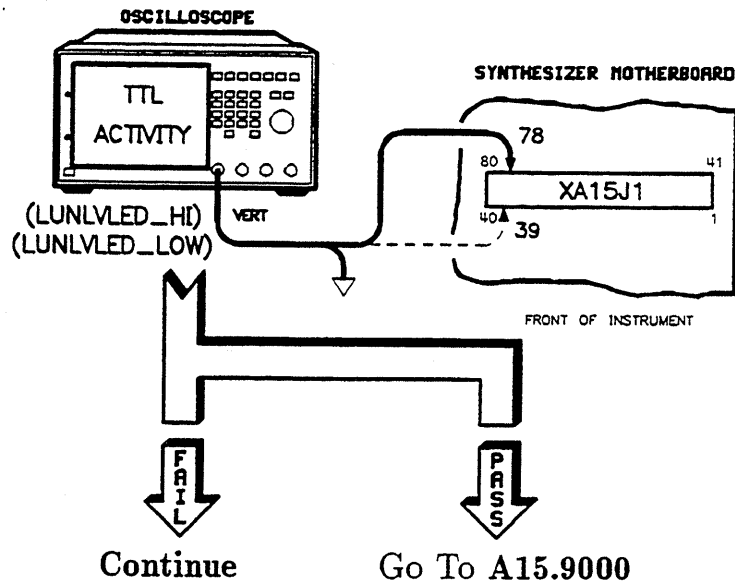 OSCILLOSCOPE
TTL
ACTIVITY
SYNTHESIZER MOTHERBOARD
78
80
41
XA15J1
40
1
39
(LUNLVLED_HI)
(LUNLVLED_LOW)
VERT
FRONT OF INSTRUMENT
FAIL
PASS
Continue
Go To A15.9000